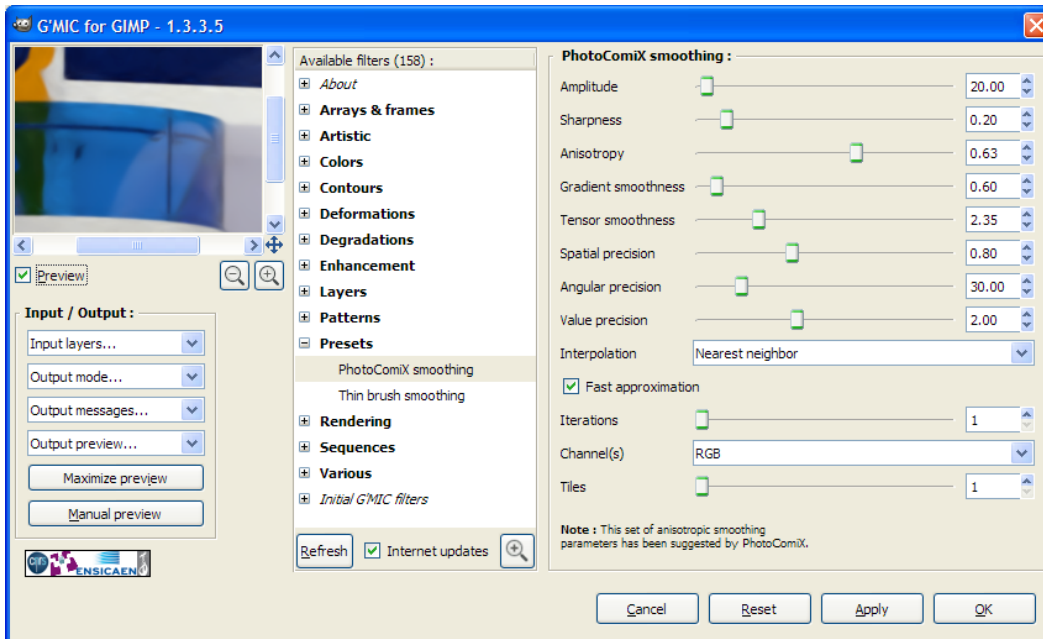 G'MIC for GIMP - 1.3.3.5
Preview
Input / Output :
Input layers...
Output mode...
Output messages...
Output preview...
Maximize preview
Manual preview
cnrs
ENSICAEN
Available filters (158) :
About
Arrays & frames
Artistic
Colors
Contours
Deformations
Degradations
Enhancement
Layers
Patterns
Presets
PhotoComiX smoothing
Thin brush smoothing
Rendering
Sequences
Various
Initial G'MIC filters
Refresh
Internet updates
PhotoComiX smoothing :
Amplitude 20.00
Sharpness 0.20
Anisotropy 0.63
Gradient smoothness 0.60
Tensor smoothness 2.35
Spatial precision 0.80
Angular precision 30.00
Value precision 2.00
Interpolation Nearest neighbor
Fast approximation
Iterations 1
Channel(s) RGB
Tiles 1
Note : This set of anisotropic smoothing
parameters has been suggested by PhotoComiX.
Cancel Reset Apply OK